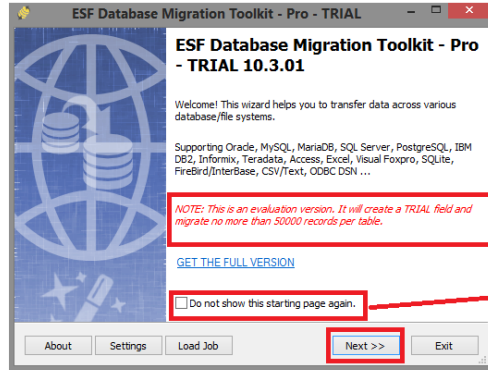 ESF Database Migration Toolkit - Pro - TRIAL
ESF Database Migration Toolkit - Pro
- TRIAL 10.3.01
Welcome! This wizard helps you to transfer data across various
database/file systems.
Supporting Oracle, MySQL, MariaDB, SQL Server, PostgreSQL, IBM
DB2, Informix, Teradata, Access, Excel, Visual Foxpro, SQLite,
FireBird/InterBase, CSV/Text, ODBC DSN ...
NOTE: This is an evaluation version. It will create a TRIAL field and
migrate no more than 50000 records per table.
GET THE FULL VERSION
Do not show this starting page again.
About Settings Load Job Next >> Exit